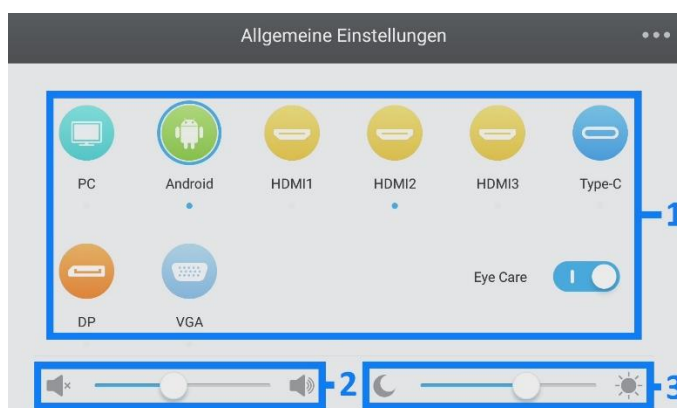 Allgemeine Einstellungen
PC Android HDMI1 HDMI2 HDMI3 Type-C
1
DP VGA Eye Care
2 3